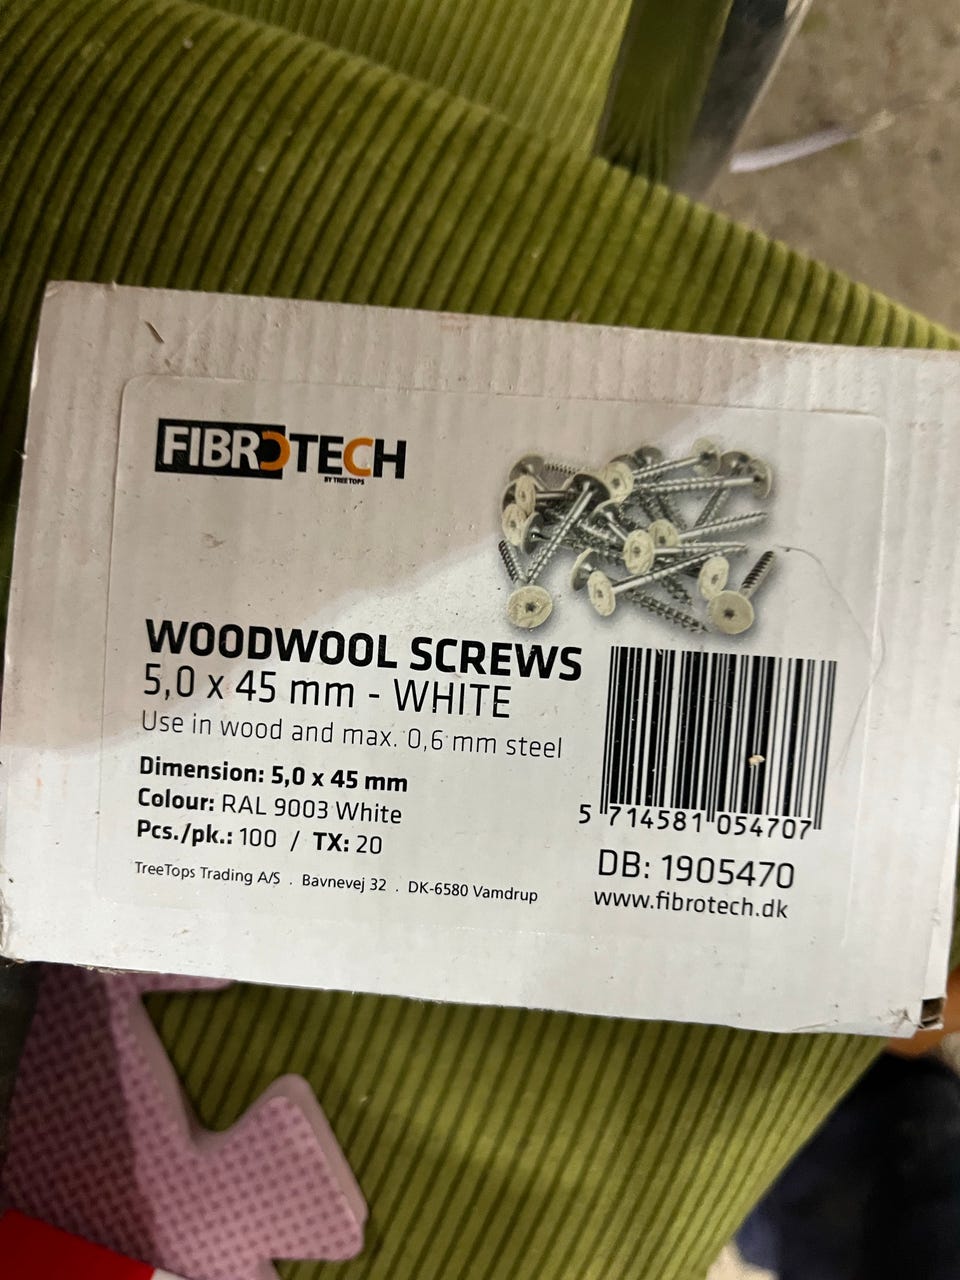 FIBROTECH
BY TREETOPS
WOODWOOL SCREWS
5,0 x 45 mm - WHITE
Use in wood and max. 0,6 mm steel
Dimension: 5,0 x 45 mm
Colour: RAL 9003 White
Pcs./pk.: 100 / TX: 20
TreeTops Trading A/S . Bavnevej 32 . DK-6580 Vamdrup
5 714581 054707
DB: 1905470
www.fibrotech.dk